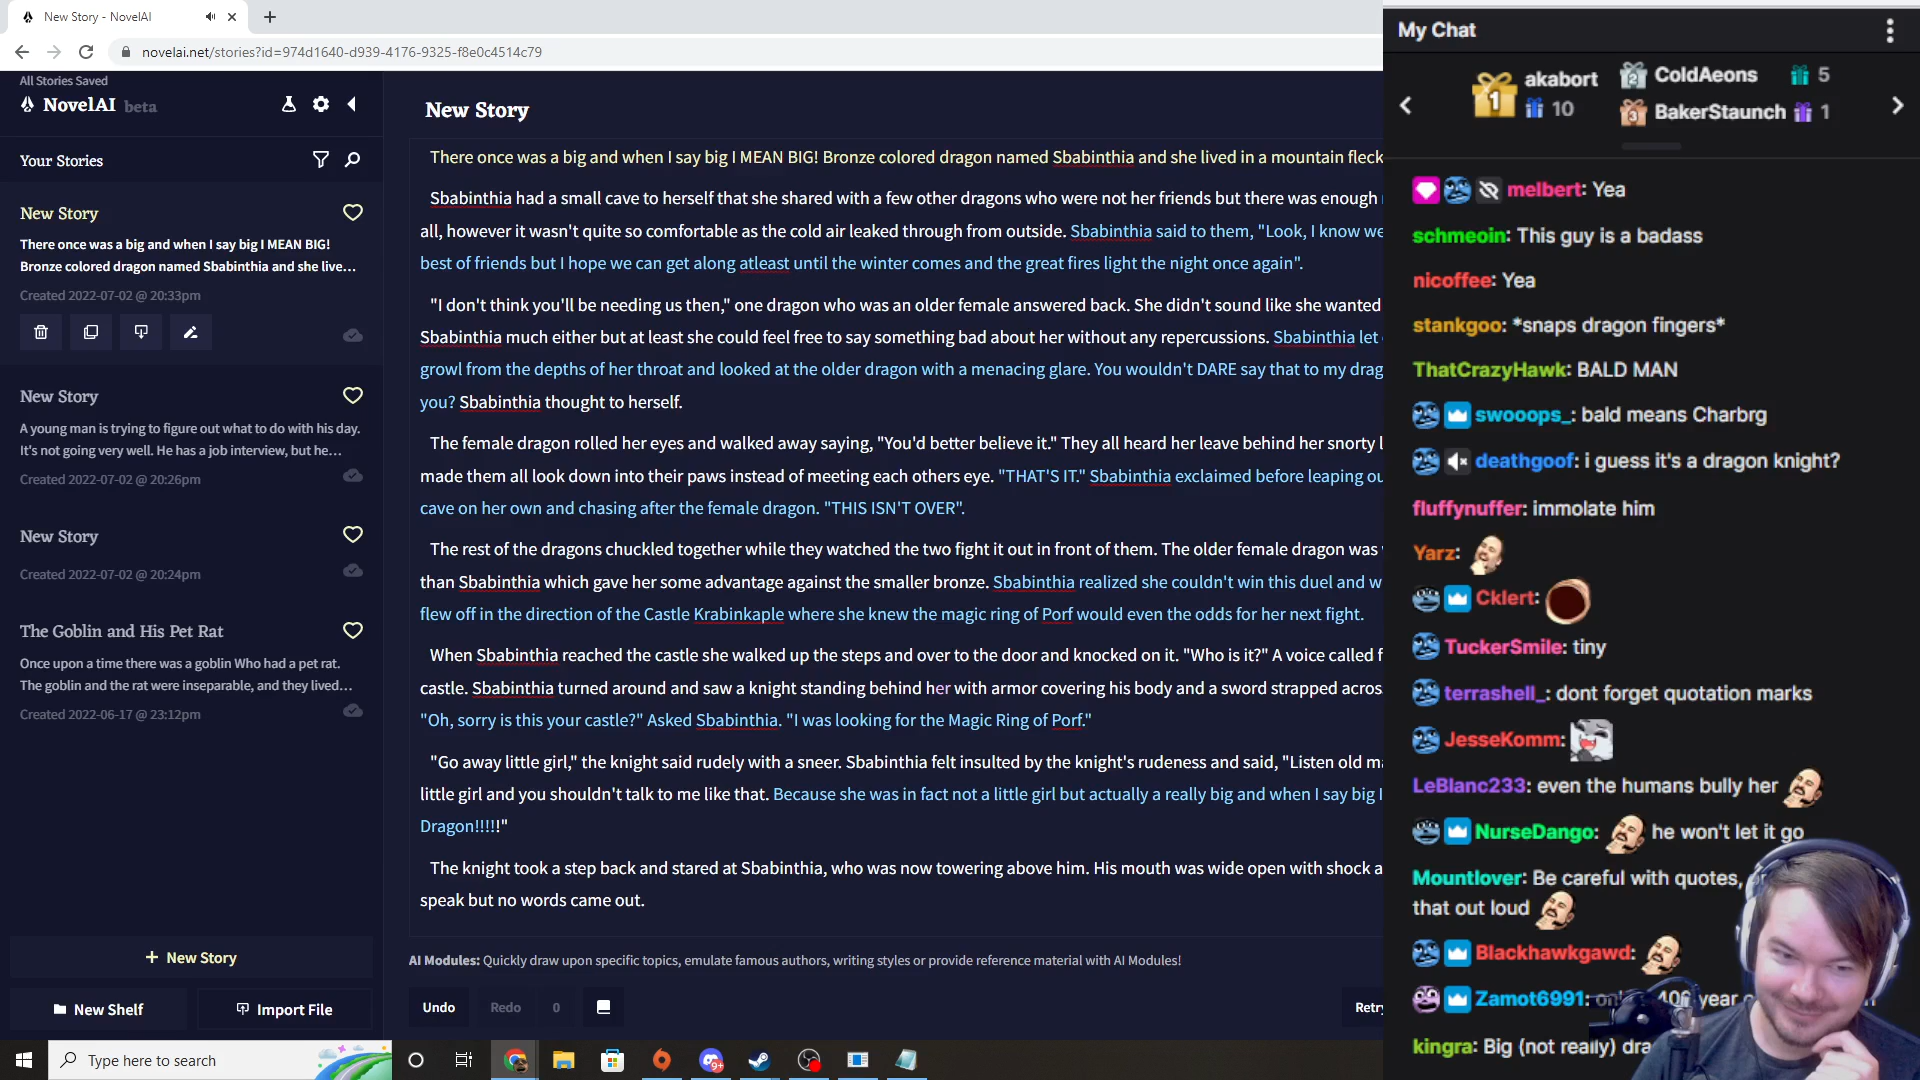 New Story - NovelAI
novelai.net/stories?id=974d1640-d939-4176-9325-f8e0c4514c79
All Stories Saved
NovelAI beta
Your Stories
New Story
There once was a big and when I say big I MEAN BIG!
Bronze colored dragon named Sbabinthia and she live...
Created 2022-07-02 @ 20:33pm
New Story
A young man is trying to figure out what to do with his day.
It's not going very well. He has a job interview, but he...
Created 2022-07-02 @ 20:26pm
New Story
Created 2022-07-02 @ 20:24pm
The Goblin and His Pet Rat
Once upon a time there was a goblin Who had a pet rat.
The goblin and the rat were inseparable, and they lived...
Created 2022-06-17 @ 23:12pm
+ New Story
New Shelf
Import File
New Story
There once was a big and when I say big I MEAN BIG! Bronze colored dragon named Sbabinthia and she lived in a mountain fleck
Sbabinthia had a small cave to herself that she shared with a few other dragons who were not her friends but there was enough
all, however it wasn't quite so comfortable as the cold air leaked through from outside. Sbabinthia said to them, "Look, I know we
best of friends but I hope we can get along atleast until the winter comes and the great fires light the night once again".
"I don't think you'll be needing us then," one dragon who was an older female answered back. She didn't sound like she wanted
Sbabinthia much either but at least she could feel free to say something bad about her without any repercussions. Sbabinthia let
growl from the depths of her throat and looked at the older dragon with a menacing glare. You wouldn't DARE say that to my drag
you? Sbabinthia thought to herself.
The female dragon rolled her eyes and walked away saying, "You'd better believe it." They all heard her leave behind her snorty l
made them all look down into their paws instead of meeting each others eye. "THAT'S IT." Sbabinthia exclaimed before leaping ou
cave on her own and chasing after the female dragon. "THIS ISN'T OVER".
The rest of the dragons chuckled together while they watched the two fight it out in front of them. The older female dragon was
than Sbabinthia which gave her some advantage against the smaller bronze. Sbabinthia realized she couldn't win this duel and w
flew off in the direction of the Castle Krabinkaple where she knew the magic ring of Porf would even the odds for her next fight.
When Sbabinthia reached the castle she walked up the steps and over to the door and knocked on it. "Who is it?" A voice called f
castle. Sbabinthia turned around and saw a knight standing behind her with armor covering his body and a sword strapped acros
"Oh, sorry is this your castle?" Asked Sbabinthia. "I was looking for the Magic Ring of Porf."
"Go away little girl," the knight said rudely with a sneer. Sbabinthia felt insulted by the knight's rudeness and said, "Listen old ma
little girl and you shouldn't talk to me like that. Because she was in fact not a little girl but actually a really big and when I say big I
Dragon!!!!!"
The knight took a step back and stared at Sbabinthia, who was now towering above him. His mouth was wide open with shock a
speak but no words came out.
AI Modules: Quickly draw upon specific topics, emulate famous authors, writing styles or provide reference material with AI Modules!
Undo
Redo
0
Retry
Type here to search
9+
My Chat
1 akabort 10
2 ColdAeons 5
3 BakerStaunch 1
melbert: Yea
schmeoin: This guy is a badass
nicoffee: Yea
stankgoo: *snaps dragon fingers*
ThatCrazyHawk: BALD MAN
swooops_: bald means Charbrg
deathgoof: i guess it's a dragon knight?
fluffynuffer: immolate him
Yarz:
Cklert:
TuckerSmile: tiny
terrashell_: dont forget quotation marks
JesseKomm:
LeBlanc233: even the humans bully her
NurseDango: he won't let it go
Mountlover: Be careful with quotes,
that out loud
Blackhawkgawd:
Zamot6991: year
kingra: Big (not really) dra